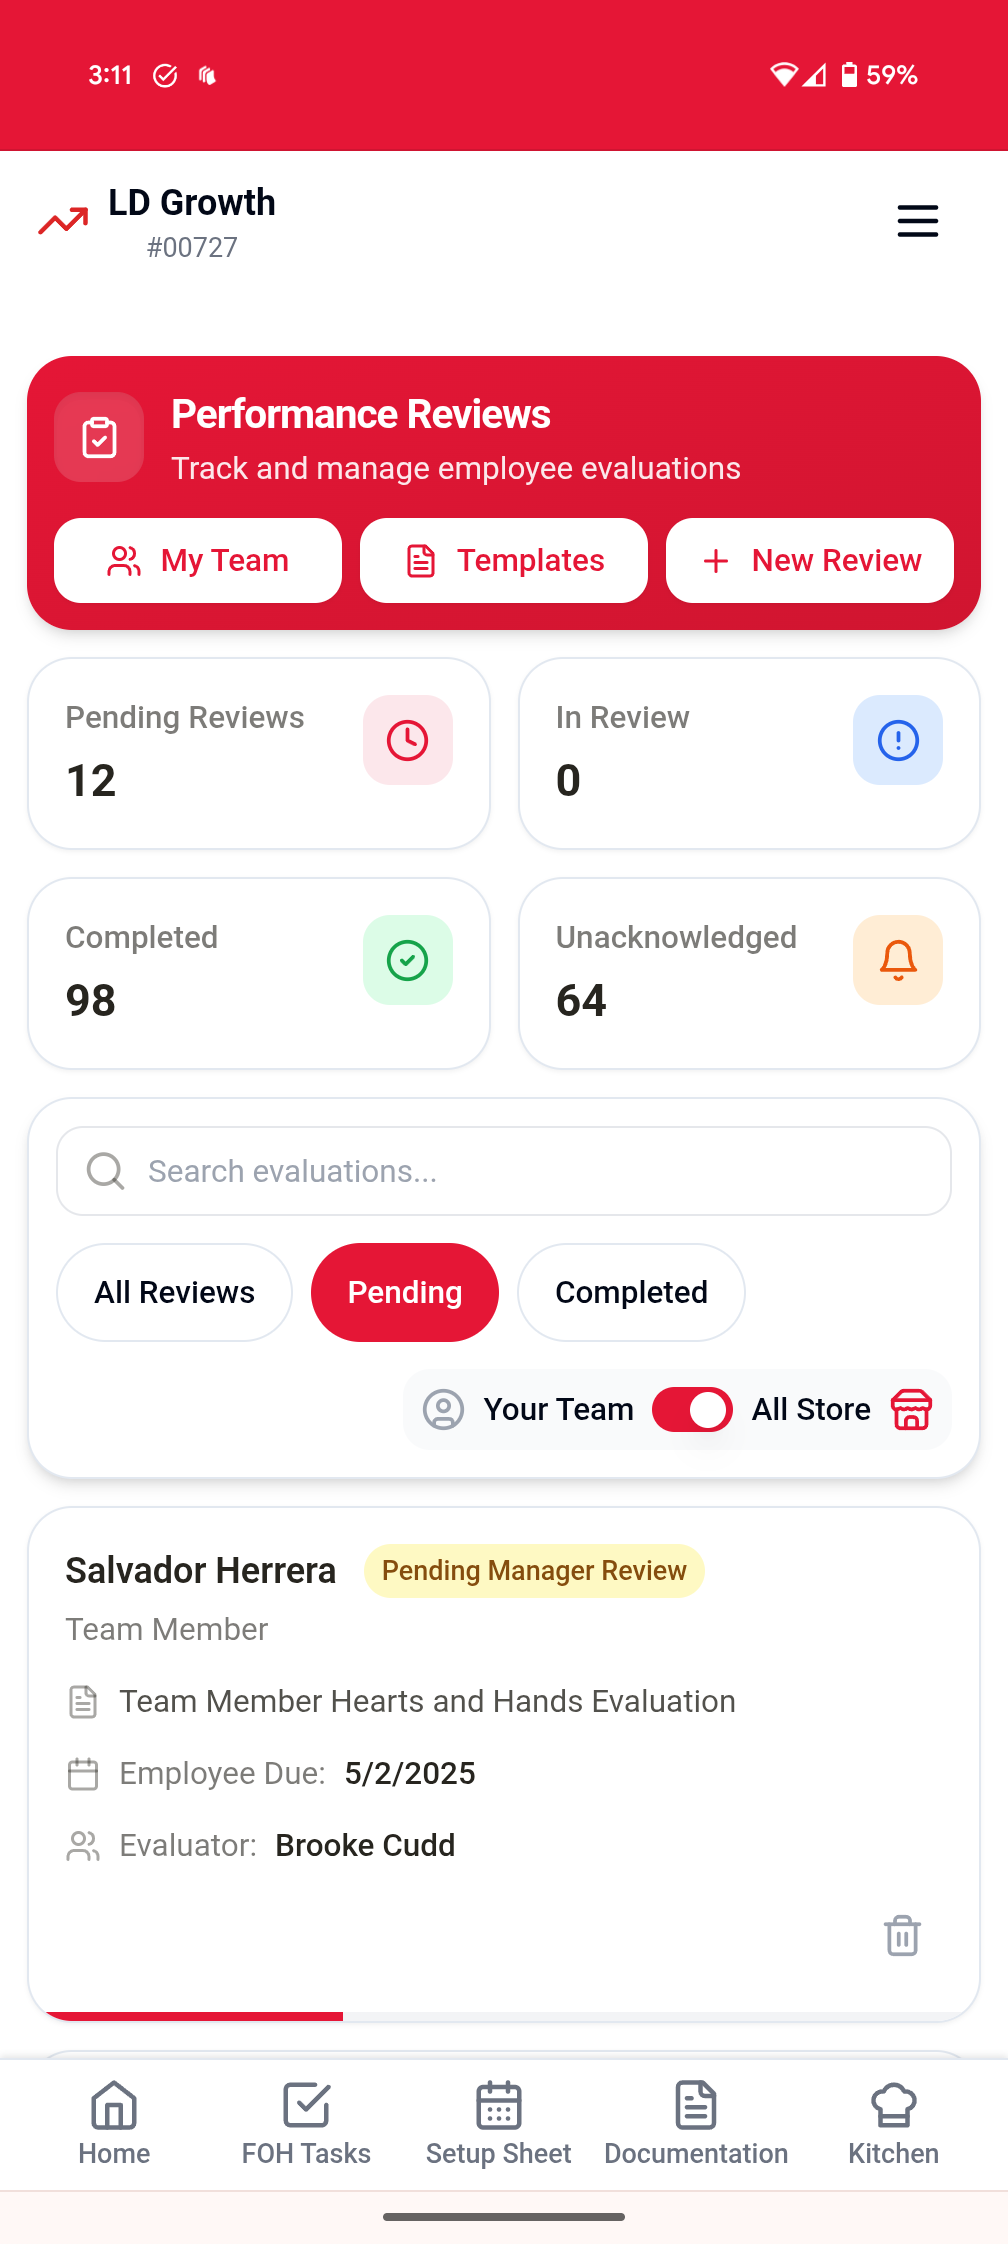 3:11
59%
LD Growth
#00727
Performance Reviews
Track and manage employee evaluations
My Team
Templates
New Review
Pending Reviews
12
In Review
0
Completed
98
Unacknowledged
64
Search evaluations...
All Reviews
Pending
Completed
Your Team
All Store
Salvador Herrera
Pending Manager Review
Team Member
Team Member Hearts and Hands Evaluation
Employee Due: 5/2/2025
Evaluator: Brooke Cudd
Home
FOH Tasks
Setup Sheet
Documentation
Kitchen